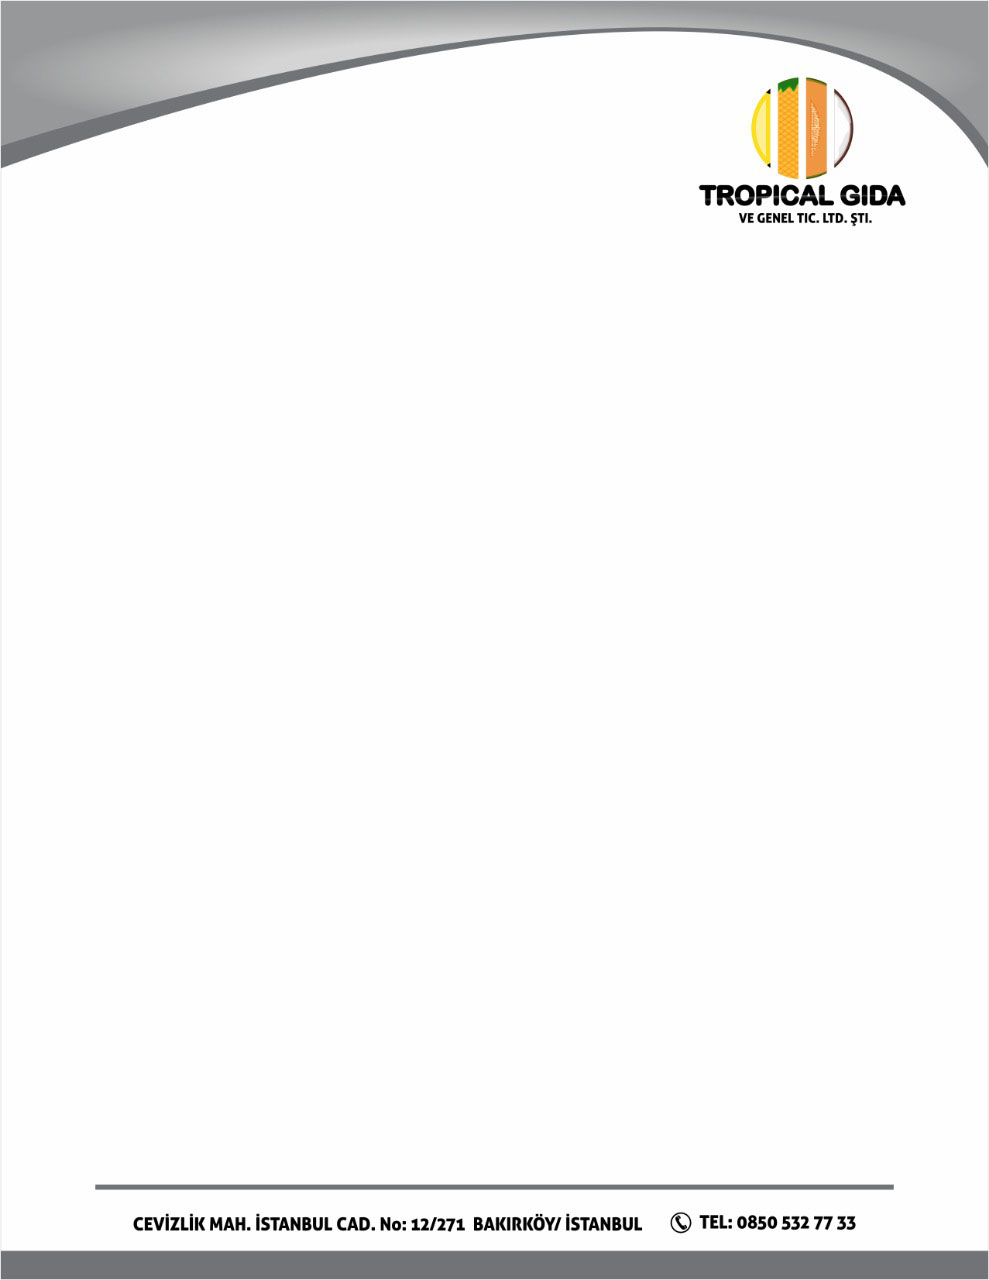 TROPICAL GIDA
VE GENEL TIC. LTD. ŞTI.
CEVİZLİK MAH. İSTANBUL CAD. No: 12/271 BAKIRKÖY/ İSTANBUL
TEL: 0850 532 77 33